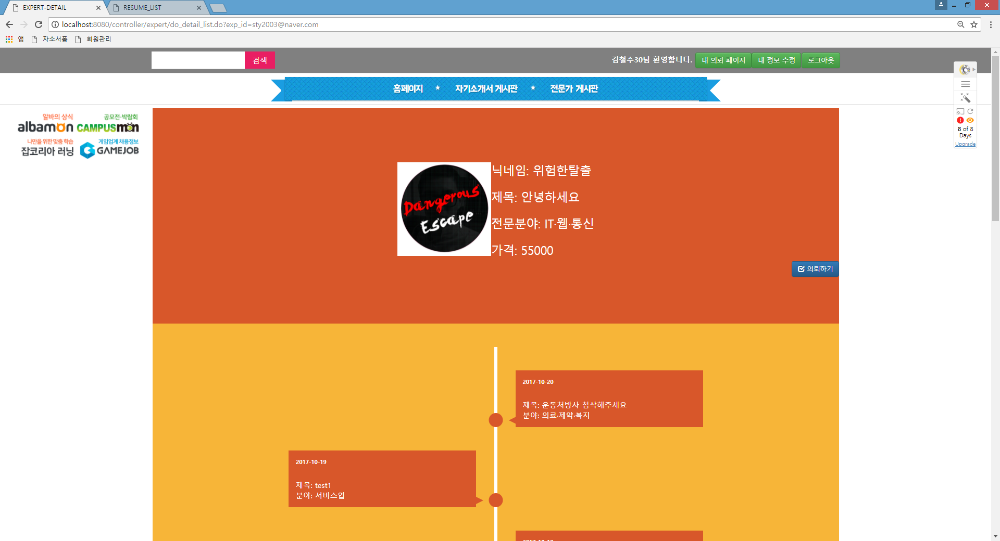 EXPERT-DETAIL
RESUME_LIST
localhost:8080/controller/expert/do_detail_list.do?exp_id=sty2003@naver.com
앱 자소서폼 회원관리
검색
김철수30님 환영합니다. 내 의뢰 페이지 내 정보 수정 로그아웃
홈페이지 ★ 자기소개서 게시판 ★ 전문가 게시판
알바의 상식
albamon
공모전·박람회
CAMPUSmon
나만을 위한 맞춤 학습
잡코리아 러닝
게임업계 채용정보
GAMEJOB
8 of 8
Days
Upgrade
Dangerous
Escape
닉네임: 위험한탈출
제목: 안녕하세요
전문분야: IT·웹·통신
가격: 55000
의뢰하기
2017-10-20
제목: 운동처방사 첨삭해주세요
분야: 의료·제약·복지
2017-10-19
제목: test1
분야: 서비스업